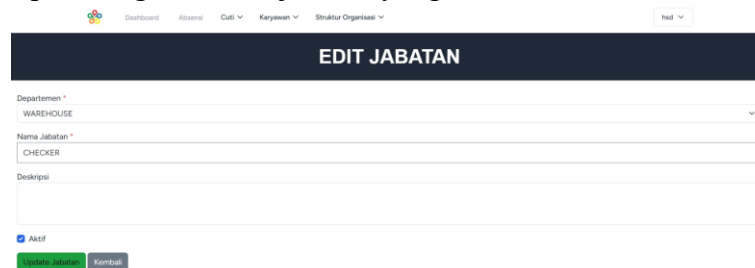 Dashboard Absensi Cuti Karyawan Struktur Organisasi hsd
EDIT JABATAN
Departemen *
WAREHOUSE
Nama Jabatan *
CHECKER
Deskripsi
Aktif
Update Jabatan Kembali